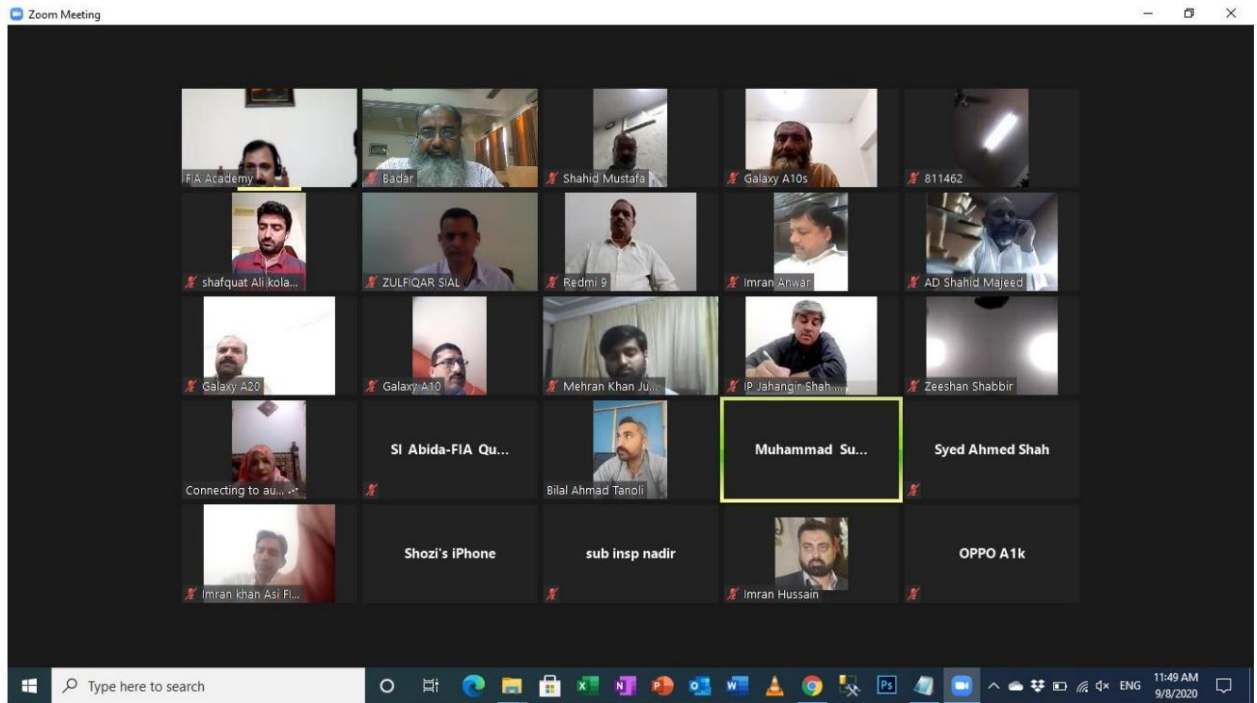 Zoom Meeting
FIA Academy
Badar
Shahid Mustafa
Galaxy A10s
811462
shafquat Ali kola...
ZULFIQAR SIAL
Redmi 9
Imran Anwar
AD Shahid Majeed
Galaxy A20
Galaxy A10
Mehran Khan Ju...
IP Jahangir Shah ...
Zeeshan Shabbir
Connecting to au...
SI Abida-FIA Qu...
Bilal Ahmad Tanoli
Muhammad Su...
Syed Ahmed Shah
Imran khan Asi FI...
Shozi's iPhone
sub insp nadir
Imran Hussain
OPPO A1k
Type here to search
Ps
ENG
11:49 AM
9/8/2020